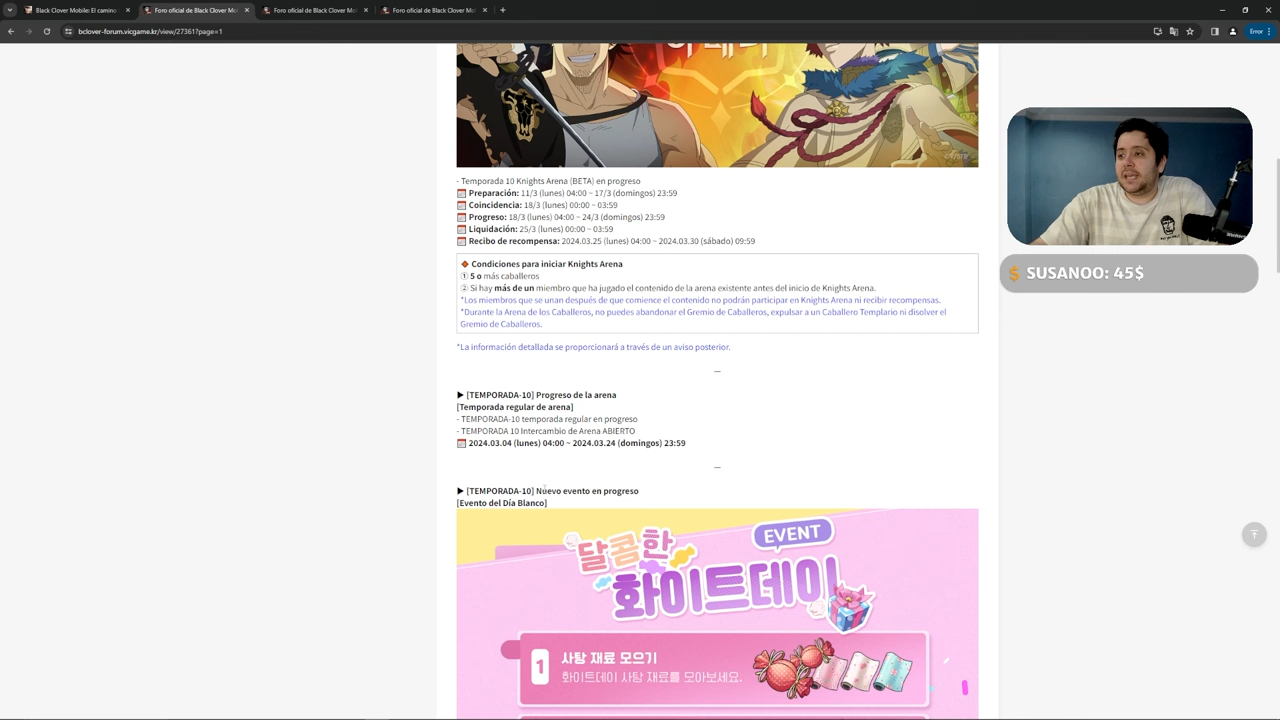 Black Clover Mobile: El camino
Foro oficial de Black Clover Mo
Foro oficial de Black Clover Mo
Foro oficial de Black Clover Mo
bclover-forum.vicgame.kr/view/27361?page=1
Error
- Temporada 10 Knights Arena (BETA) en progreso
Preparación: 11/3 (lunes) 04:00 ~ 17/3 (domingos) 23:59
Coincidencia: 18/3 (lunes) 00:00 ~ 03:59
Progreso: 18/3 (lunes) 04:00 ~ 24/3 (domingos) 23:59
Liquidación: 25/3 (lunes) 00:00 ~ 03:59
Recibo de recompensa: 2024.03.25 (lunes) 04:00 ~ 2024.03.30 (sábado) 09:59
SUSANOO: 45$
Condiciones para iniciar Knights Arena
① 5 o más caballeros
② Si hay más de un miembro que ha jugado el contenido de la arena existente antes del inicio de Knights Arena.
*Los miembros que se unan después de que comience el contenido no podrán participar en Knights Arena ni recibir recompensas.
*Durante la Arena de los Caballeros, no puedes abandonar el Gremio de Caballeros, expulsar a un Caballero Templario ni disolver el
Gremio de Caballeros.
*La información detallada se proporcionará a través de un aviso posterior.
—
▶ [TEMPORADA-10] Progreso de la arena
[Temporada regular de arena]
- TEMPORADA-10 temporada regular en progreso
- TEMPORADA 10 Intercambio de Arena ABIERTO
2024.03.04 (lunes) 04:00 ~ 2024.03.24 (domingos) 23:59
—
▶ [TEMPORADA-10] Nuevo evento en progreso
[Evento del Día Blanco]
EVENT
달콤한
화이트데이
1
사탕 재료 모으기
화이트데이 사탕 재료를 모아보세요.